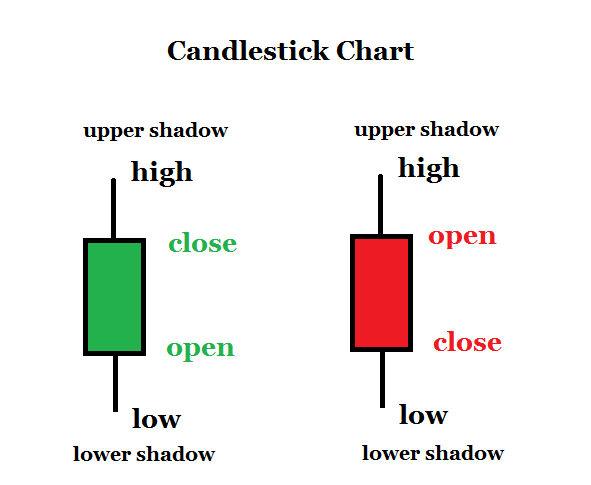 Candlestick Chart
upper shadow
high
close
open
low
lower shadow
upper shadow
high
open
close
low
lower shadow